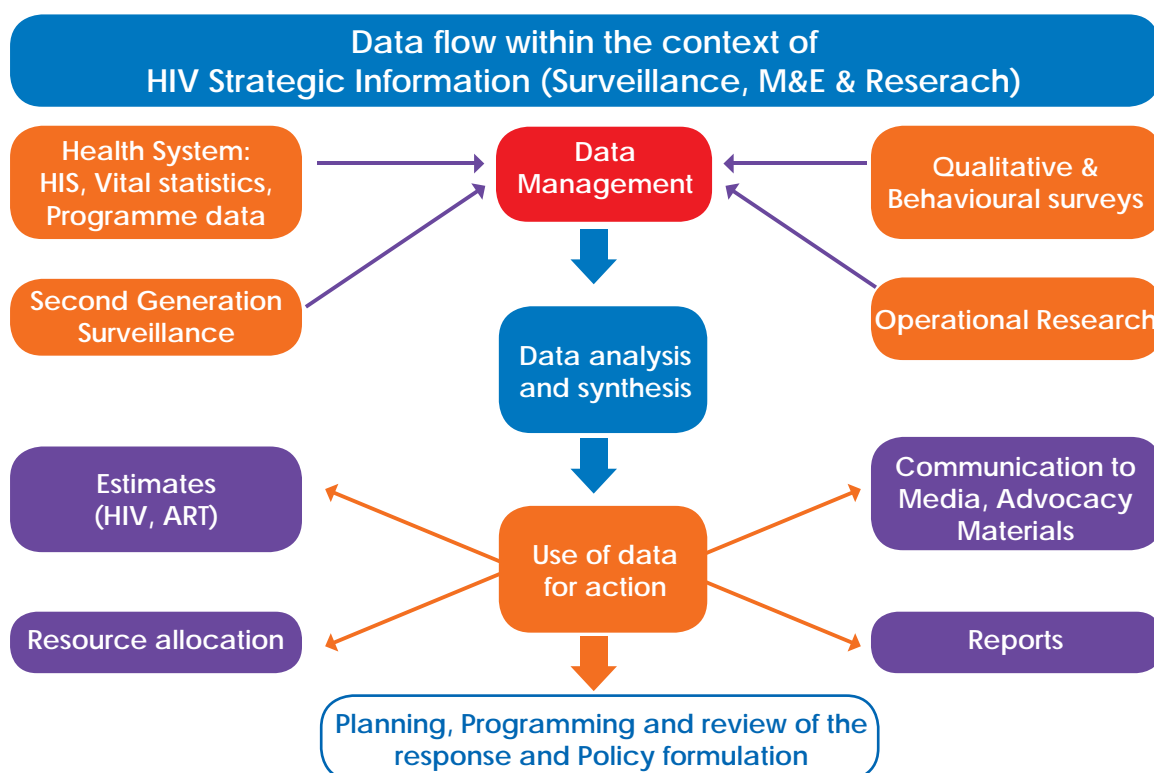 Data flow within the context of
HIV Strategic Information (Surveillance, M&E & Reserach)
Health System:
HIS, Vital statistics,
Programme data
Data
Management
Qualitative &
Behavioural surveys
Second Generation
Surveillance
Operational Research
Data analysis
and synthesis
Estimates
(HIV, ART)
Communication to
Media, Advocacy
Materials
Use of data
for action
Resource allocation
Reports
Planning, Programming and review of the
response and Policy formulation